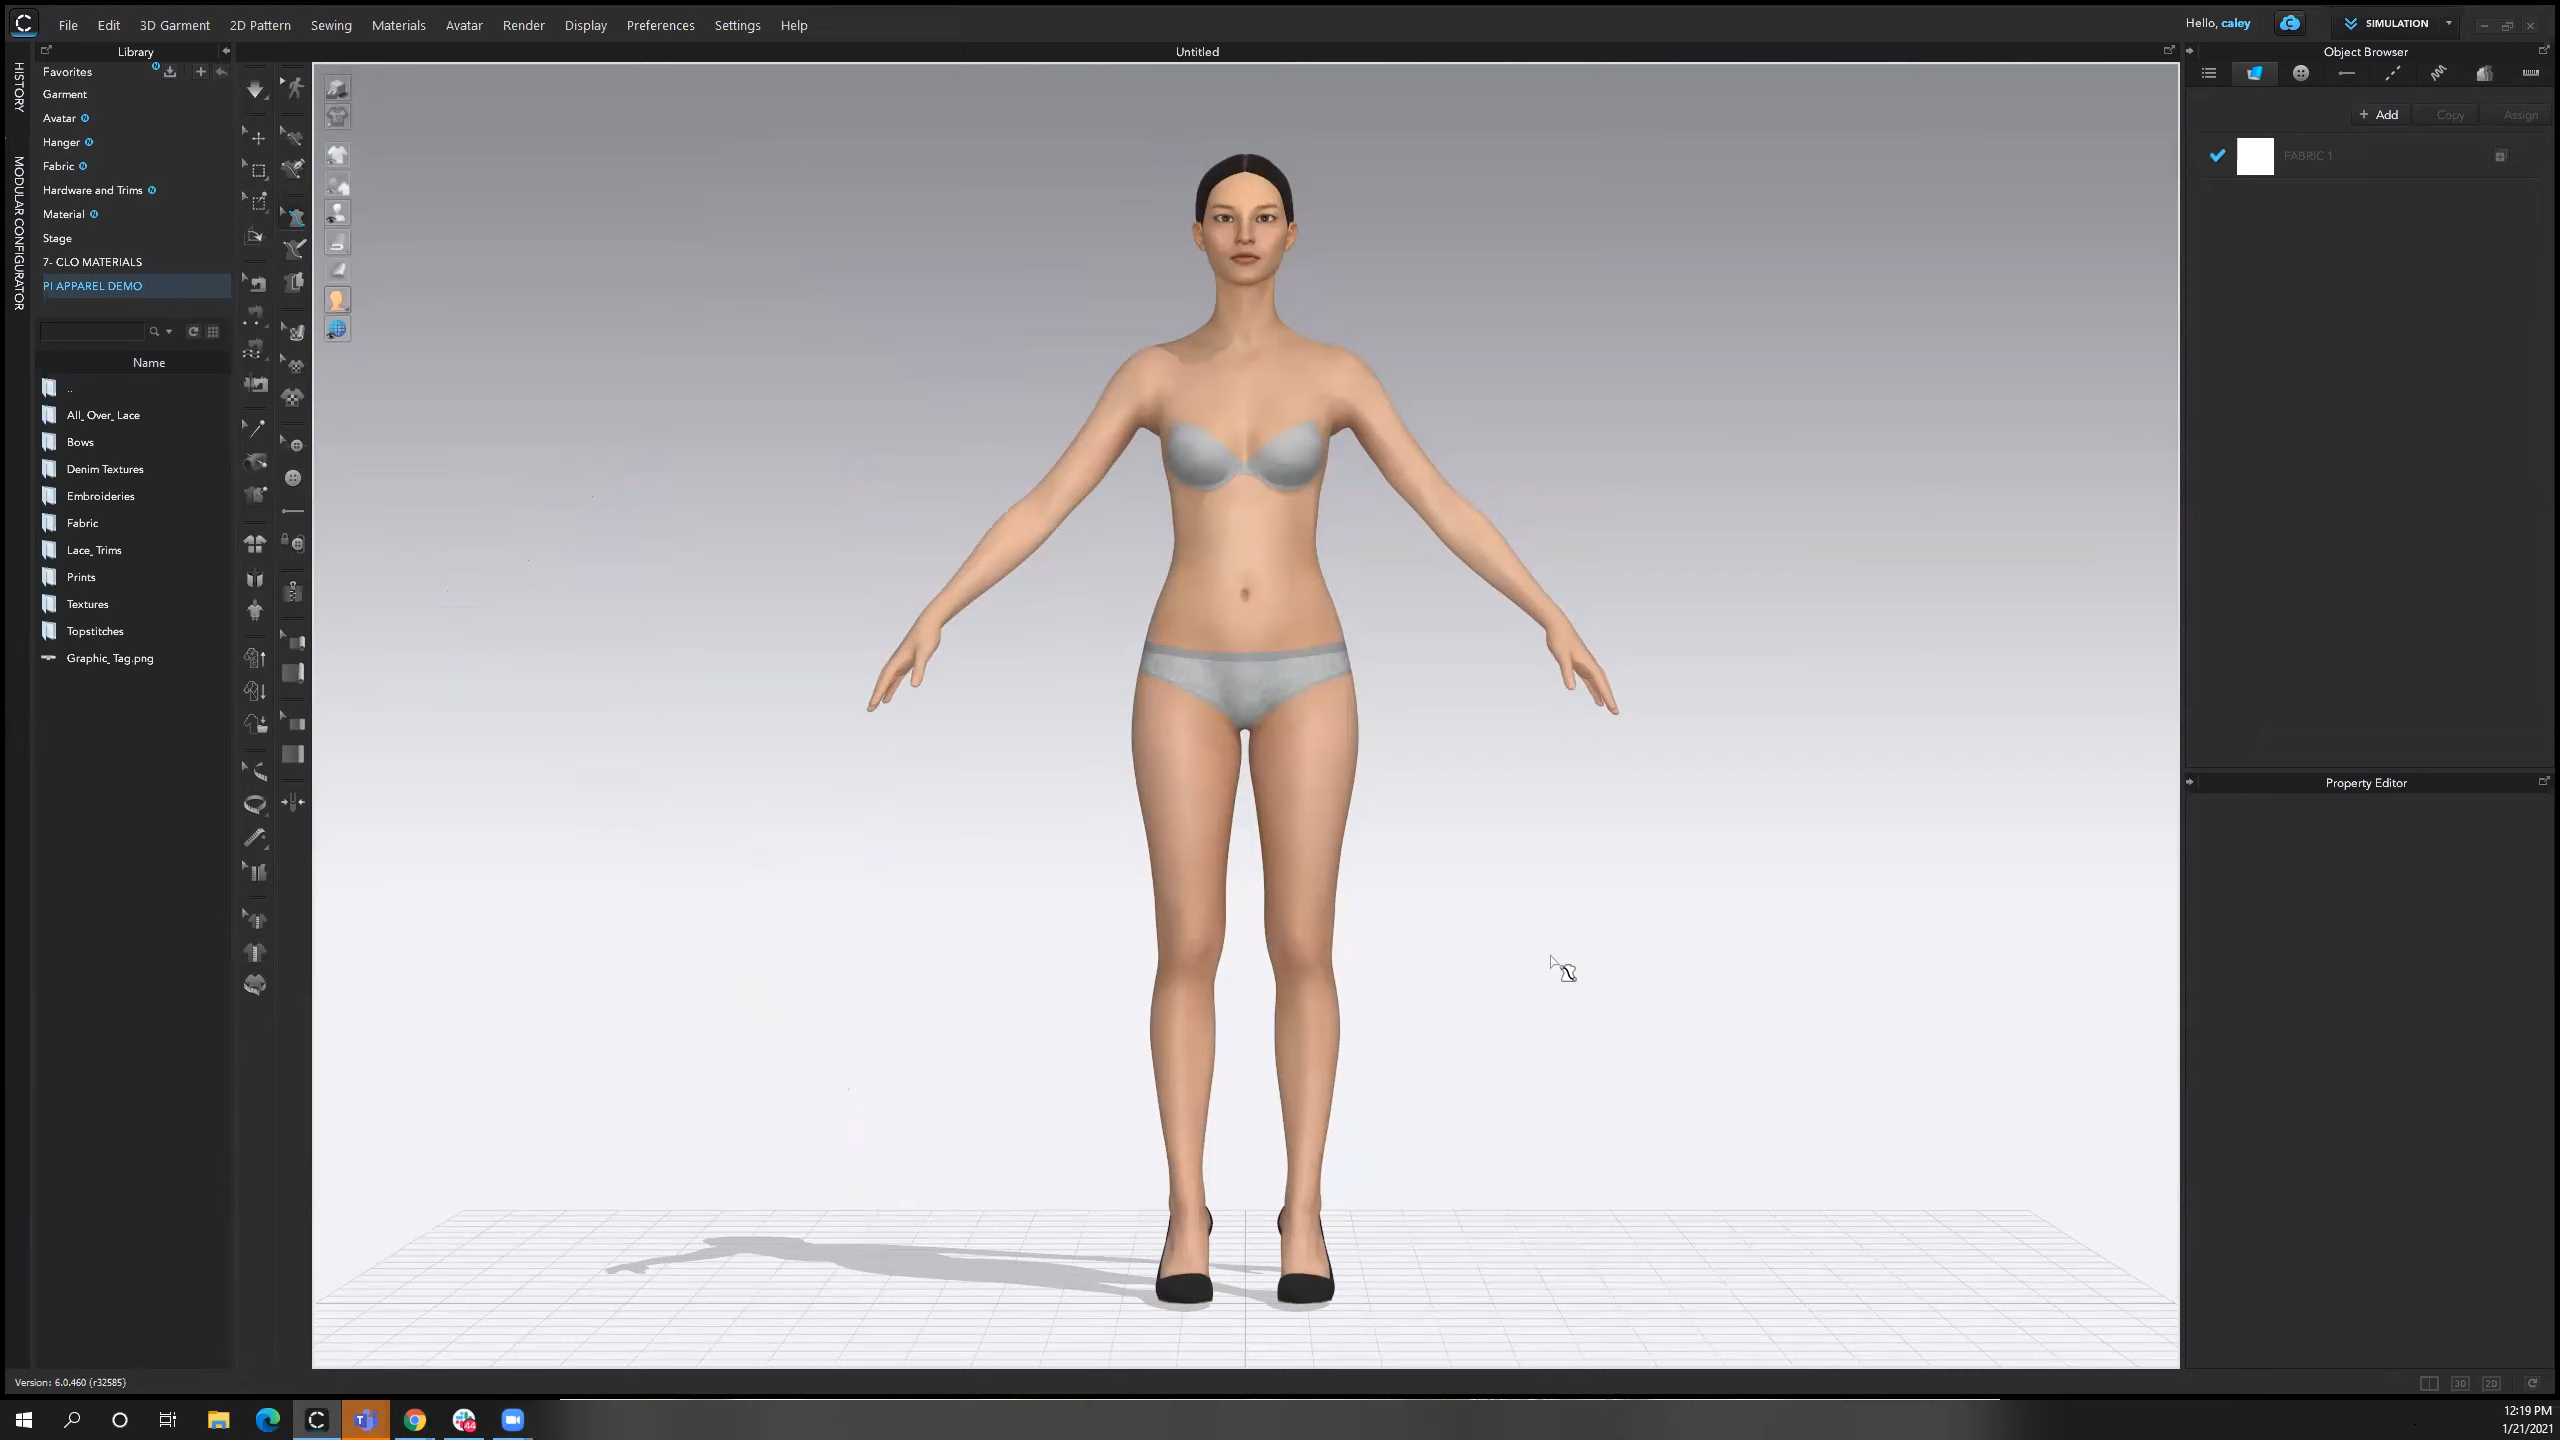 File Edit 3D Garment 2D Pattern Sewing Materials Avatar Render Display Preferences Settings Help
Hello, caley
SIMULATION
Library
Untitled
Object Browser
HISTORY
MODULAR CONFIGURATOR
Favorites
Garment
Avatar
Hanger
Fabric
Hardware and Trims
Material
Stage
7- CLO MATERIALS
PI APPAREL DEMO
Name
..
All_Over_Lace
Bows
Denim Textures
Embroideries
Fabric
Lace_Trims
Prints
Textures
Topstitches
Graphic_Tag.png
+ Add Copy Assign
FABRIC 1
Property Editor
Version: 6.0.460 (r32585)
3D 2D
44
12:19 PM
1/21/2021